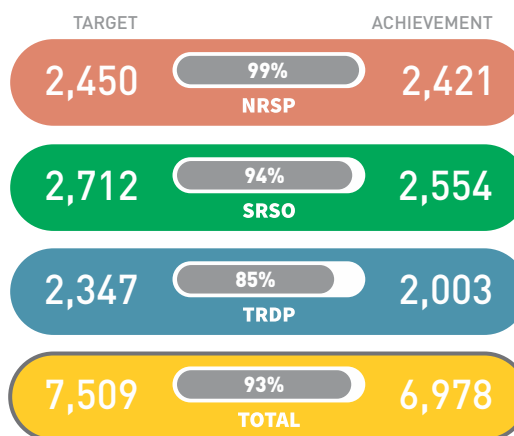 TARGET ACHIEVEMENT
2,450 99% 2,421
NRSP
2,712 94% 2,554
SRSO
2,347 85% 2,003
TRDP
7,509 93% 6,978
TOTAL